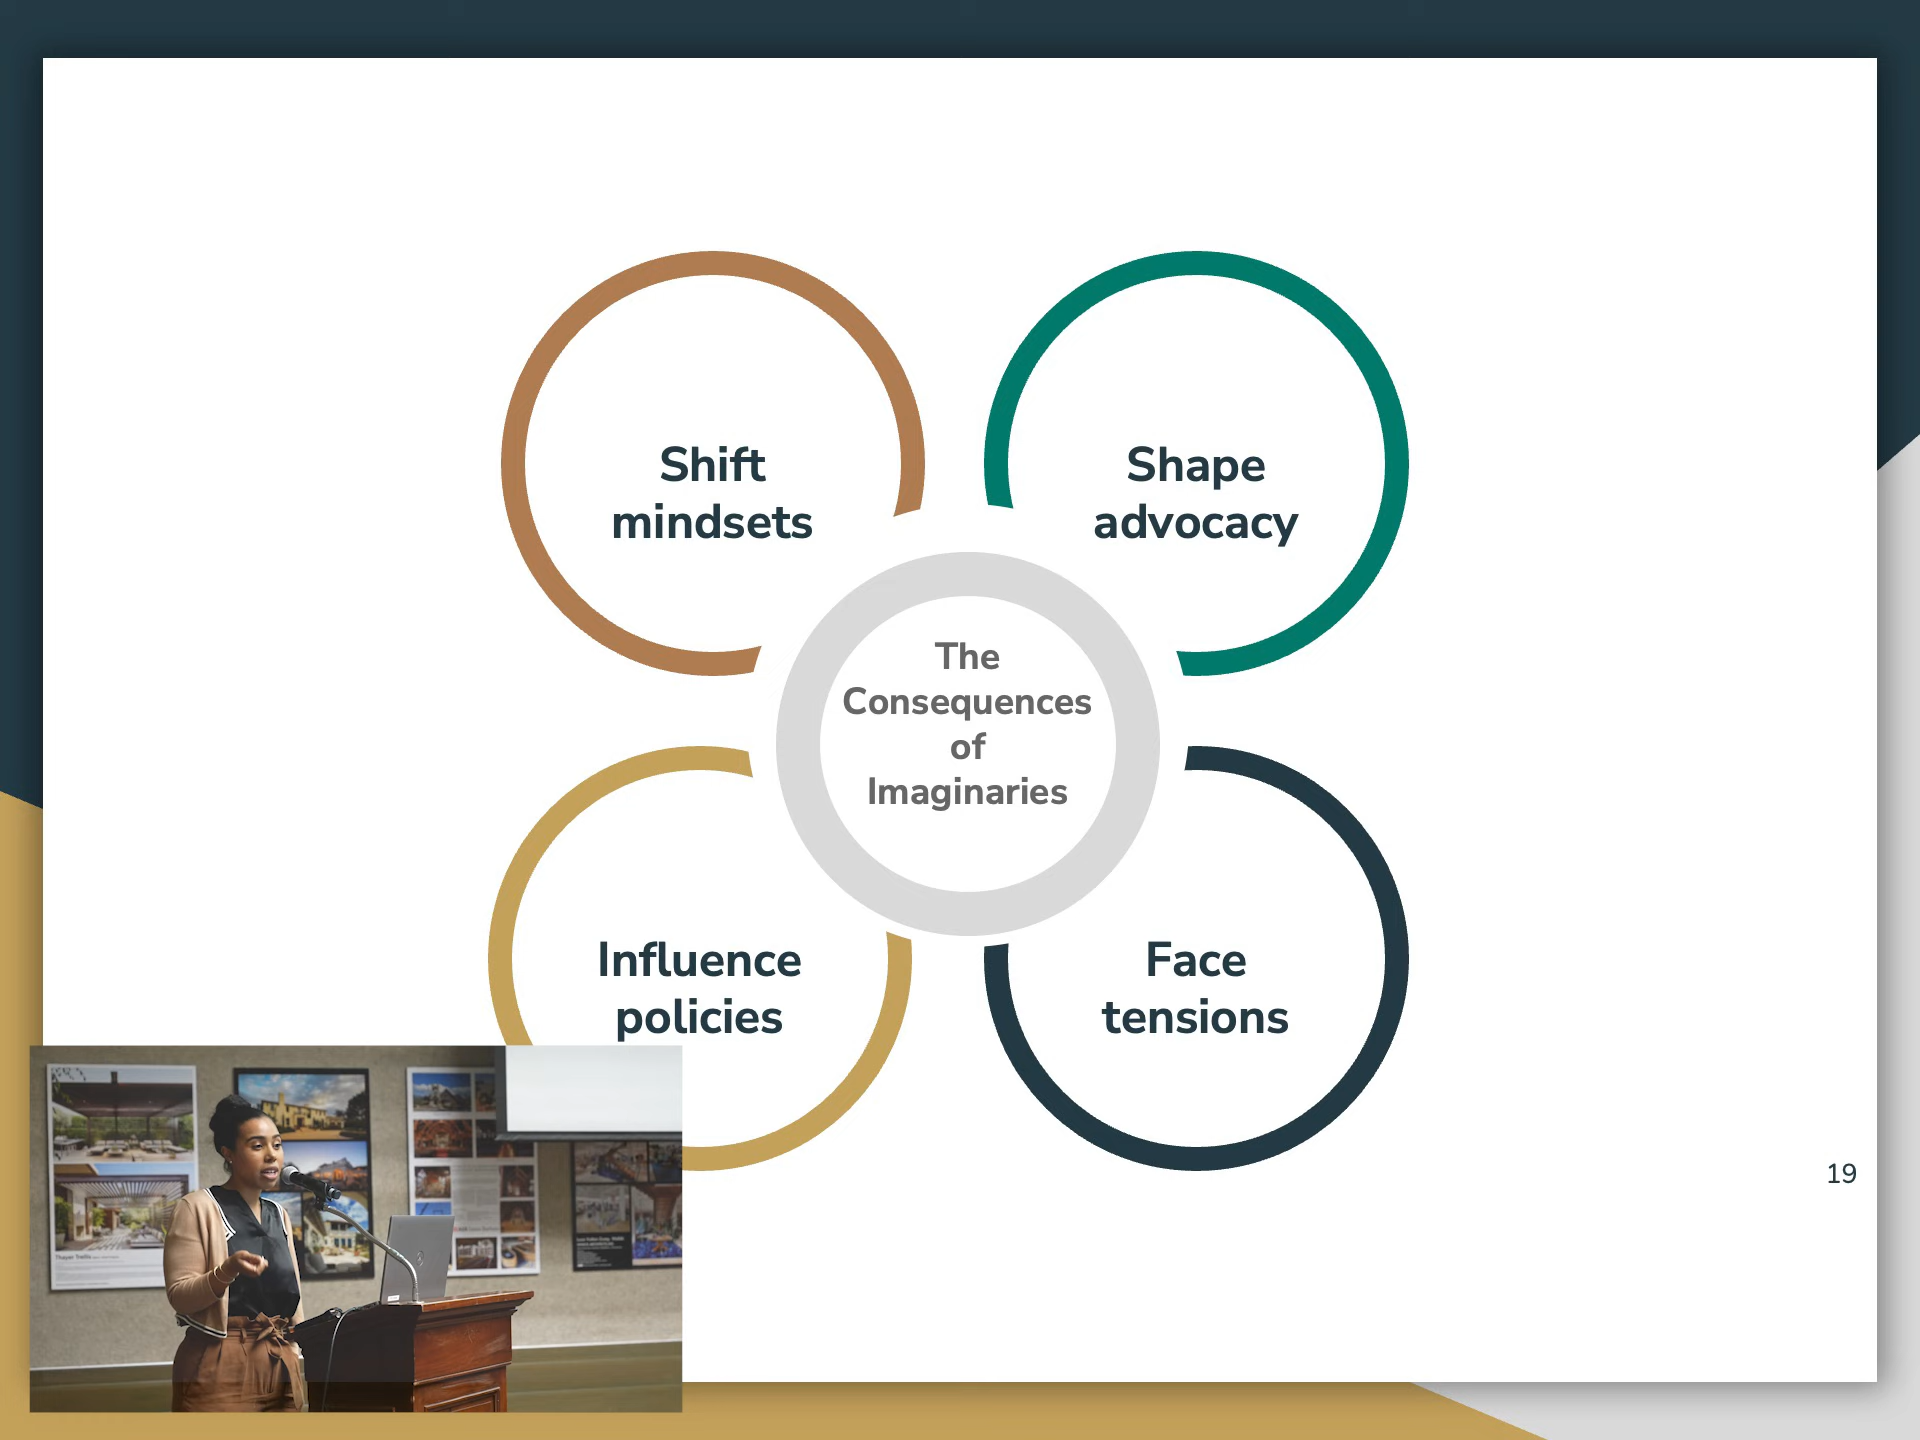 Shift
mindsets
Shape
advocacy
The
Consequences
of
Imaginaries
Influence
policies
Face
tensions
19